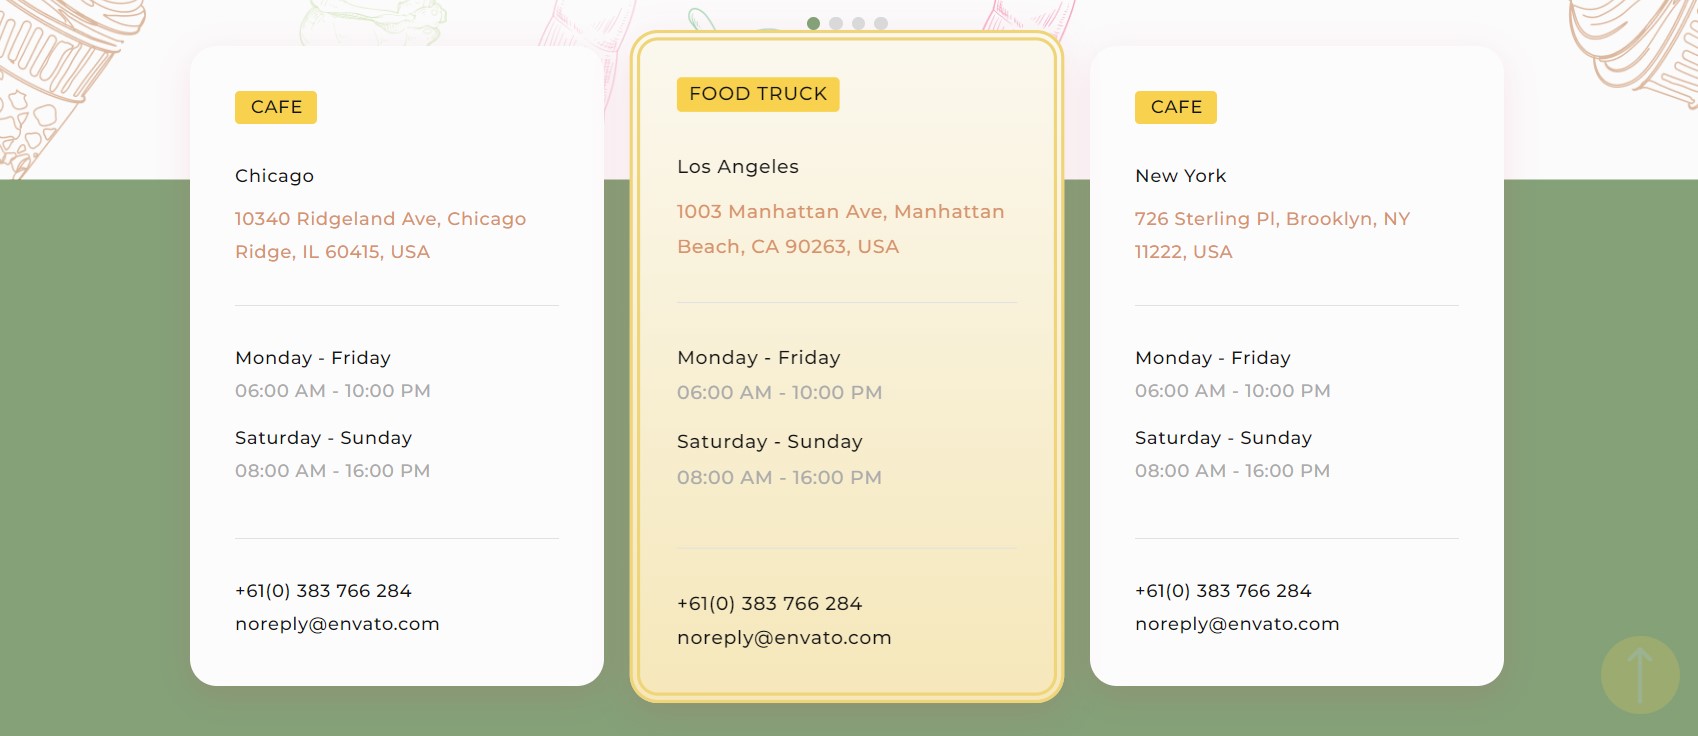 CAFE
Chicago
10340 Ridgeland Ave, Chicago
Ridge, IL 60415, USA
Monday - Friday
06:00 AM - 10:00 PM
Saturday - Sunday
08:00 AM - 16:00 PM
+61(0) 383 766 284
noreply@envato.com
FOOD TRUCK
Los Angeles
1003 Manhattan Ave, Manhattan
Beach, CA 90263, USA
Monday - Friday
06:00 AM - 10:00 PM
Saturday - Sunday
08:00 AM - 16:00 PM
+61(0) 383 766 284
noreply@envato.com
CAFE
New York
726 Sterling Pl, Brooklyn, NY
11222, USA
Monday - Friday
06:00 AM - 10:00 PM
Saturday - Sunday
08:00 AM - 16:00 PM
+61(0) 383 766 284
noreply@envato.com